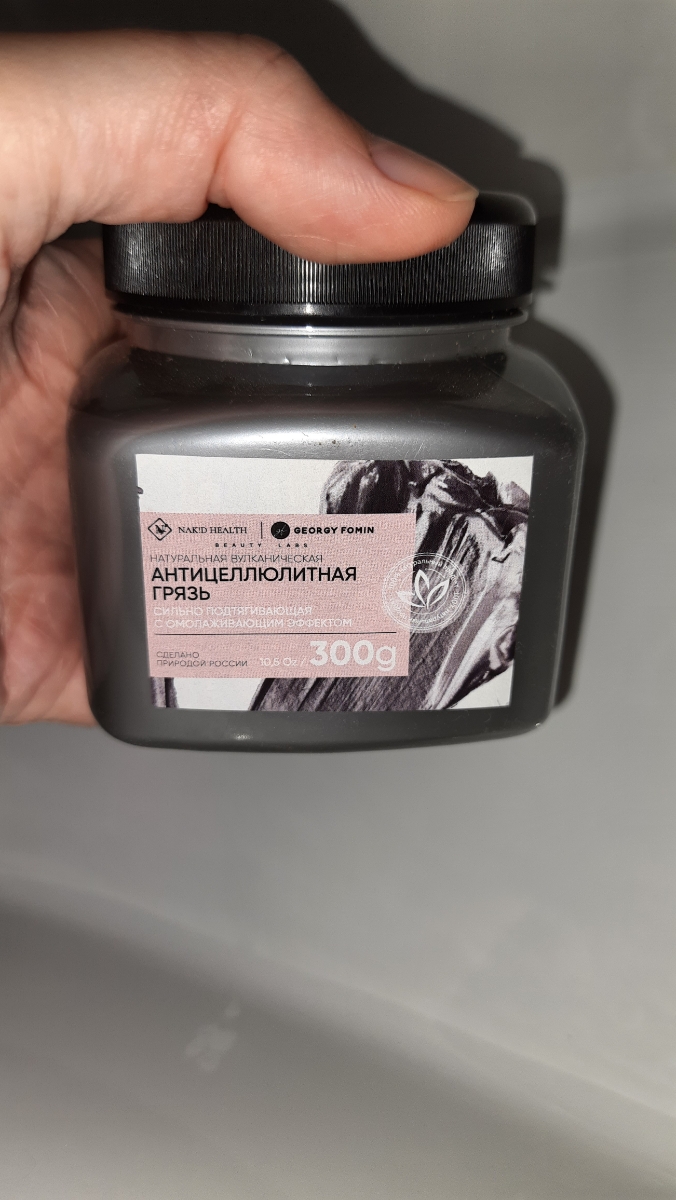 NAK!D HEALTH | GEORGY FOMIN
BEAUTY LABS
НАТУРАЛЬНАЯ ВУЛКАНИЧЕСКАЯ
АНТИЦЕЛЛЮЛИТНАЯ
ГРЯЗЬ
СИЛЬНО ПОДТЯГИВАЮЩАЯ
С ОМОЛАЖИВАЮЩИМ ЭФФЕКТОМ
СДЕЛАНО
ПРИРОДОЙ РОССИИ
10,5 Oz / 300g